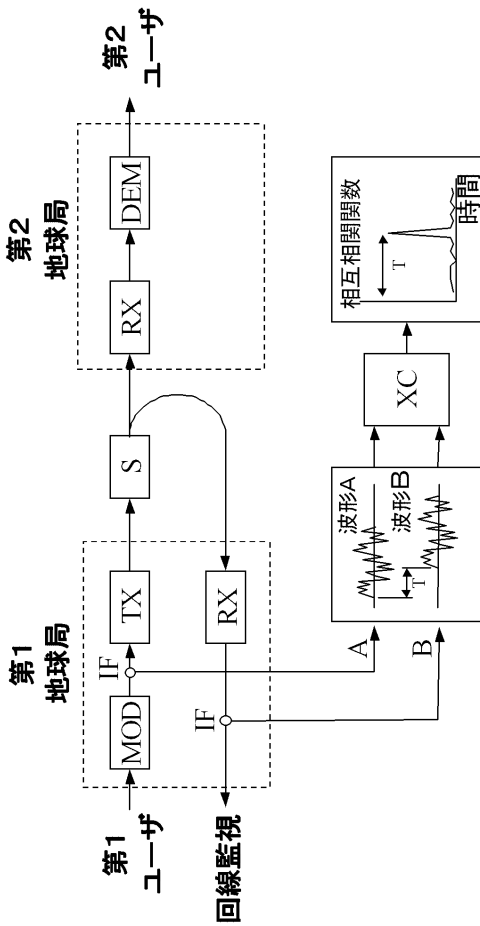 第1
地球局
第2
地球局
第1
ユーザ
MOD
IF
TX
S
RX
DEM
第2
ユーザ
回線監視
IF
RX
A
B
波形A
波形B
T
XC
相互相関関数
T
時間